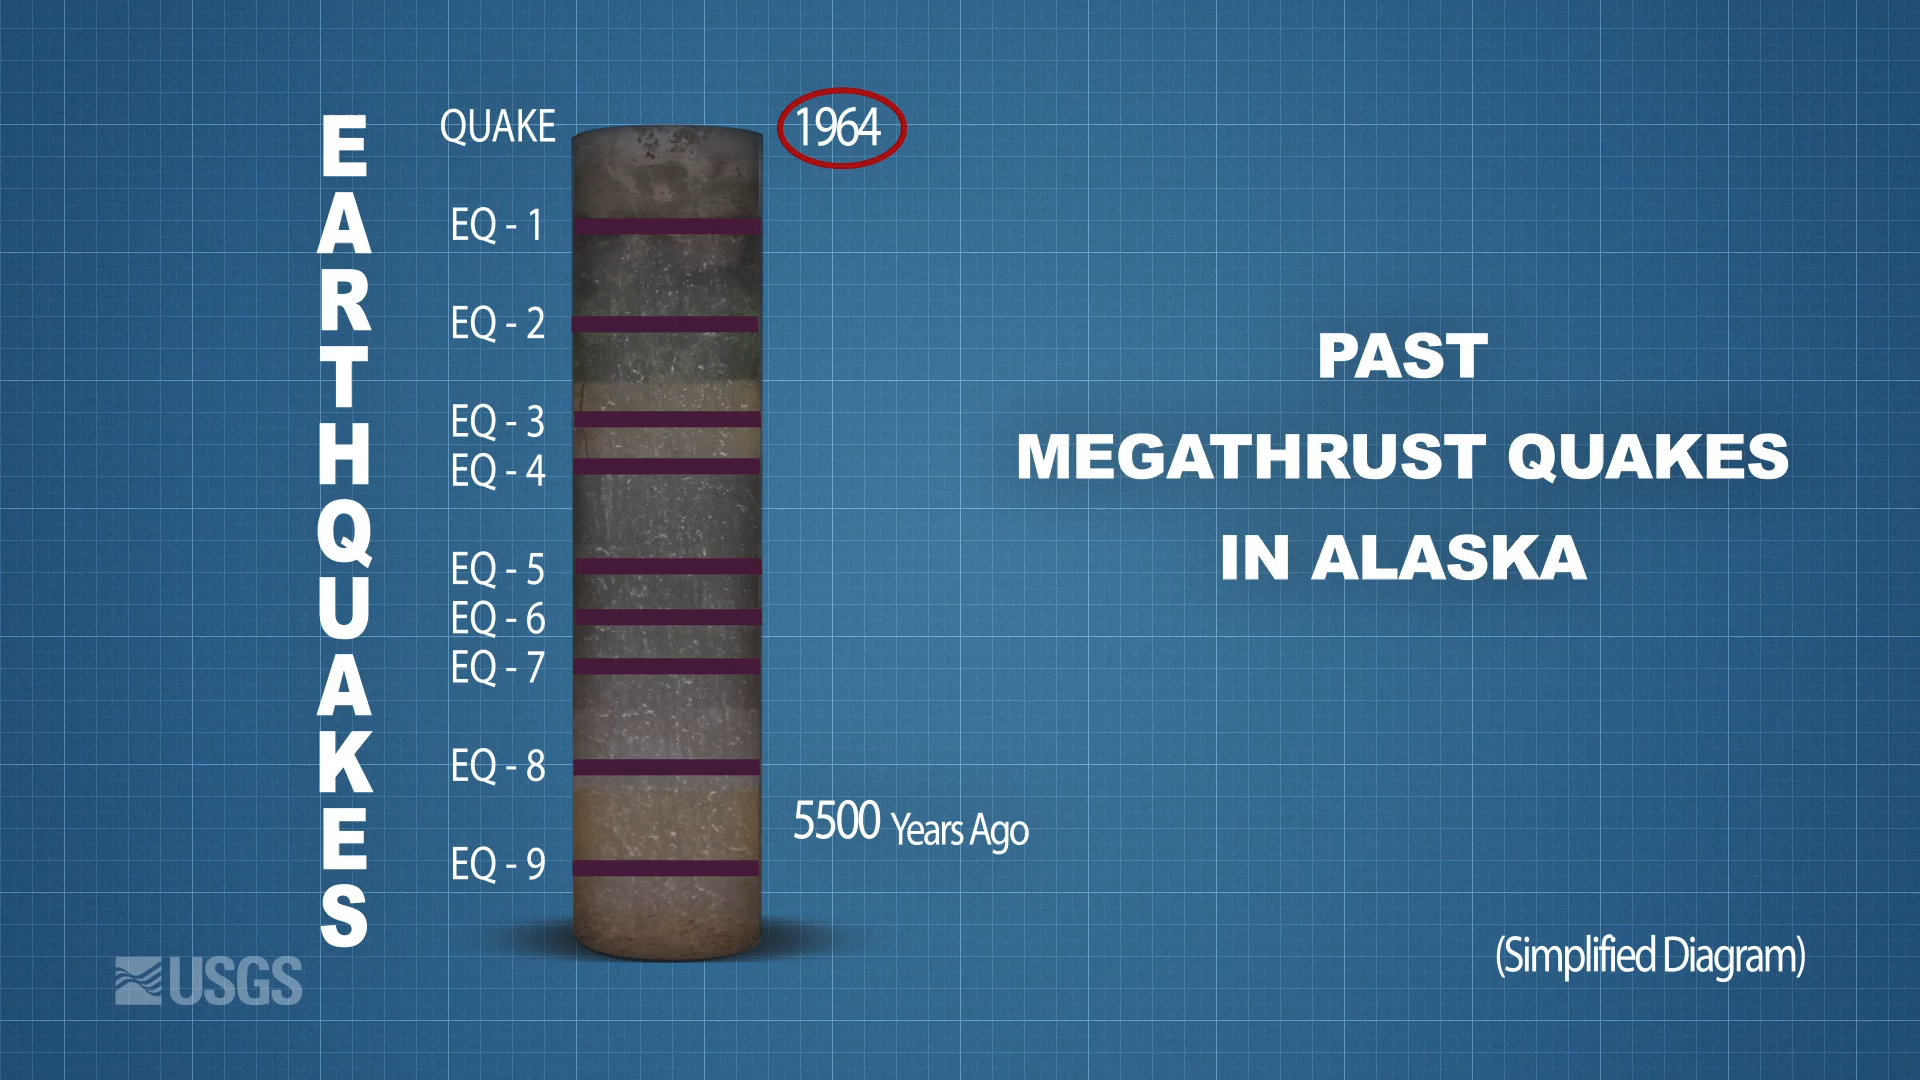 EARTHQUAKES
QUAKE
1964
EQ - 1
EQ - 2
EQ - 3
EQ - 4
EQ - 5
EQ - 6
EQ - 7
EQ - 8
EQ - 9
5500 Years Ago
PAST
MEGATHRUST QUAKES
IN ALASKA
(Simplified Diagram)
USGS